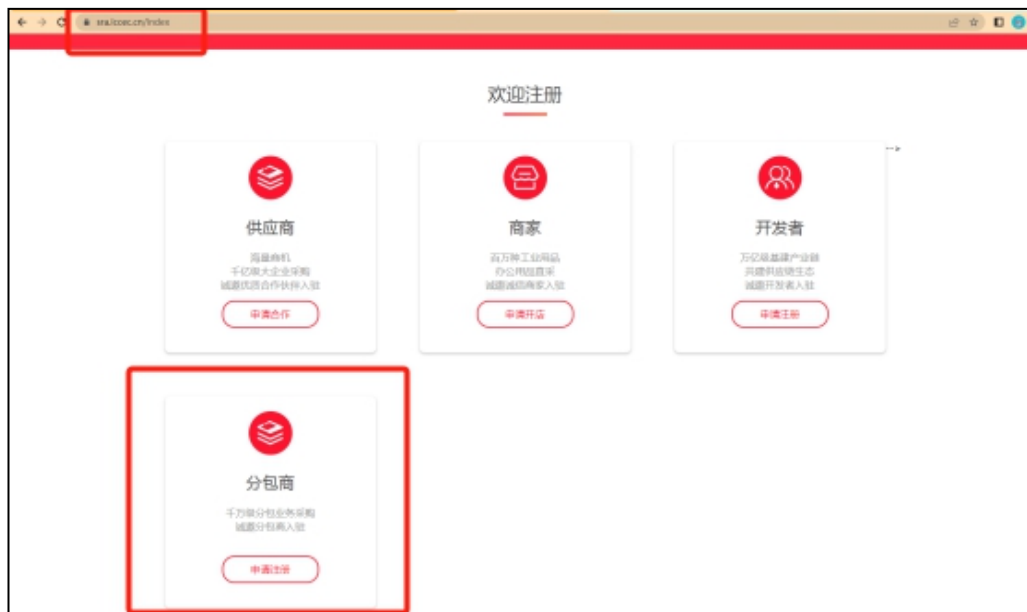 欢迎注册
供应商
海量商机
千亿级大企业采购
诚邀优质合作伙伴入驻
申请合作
商家
百万种工业用品
办公用品直采
诚邀诚信商家入驻
申请开店
开发者
万亿级基建产业链
共建供应链生态
诚邀开发者入驻
申请注册
分包商
千万级分包业务采购
诚邀分包商入驻
申请注册